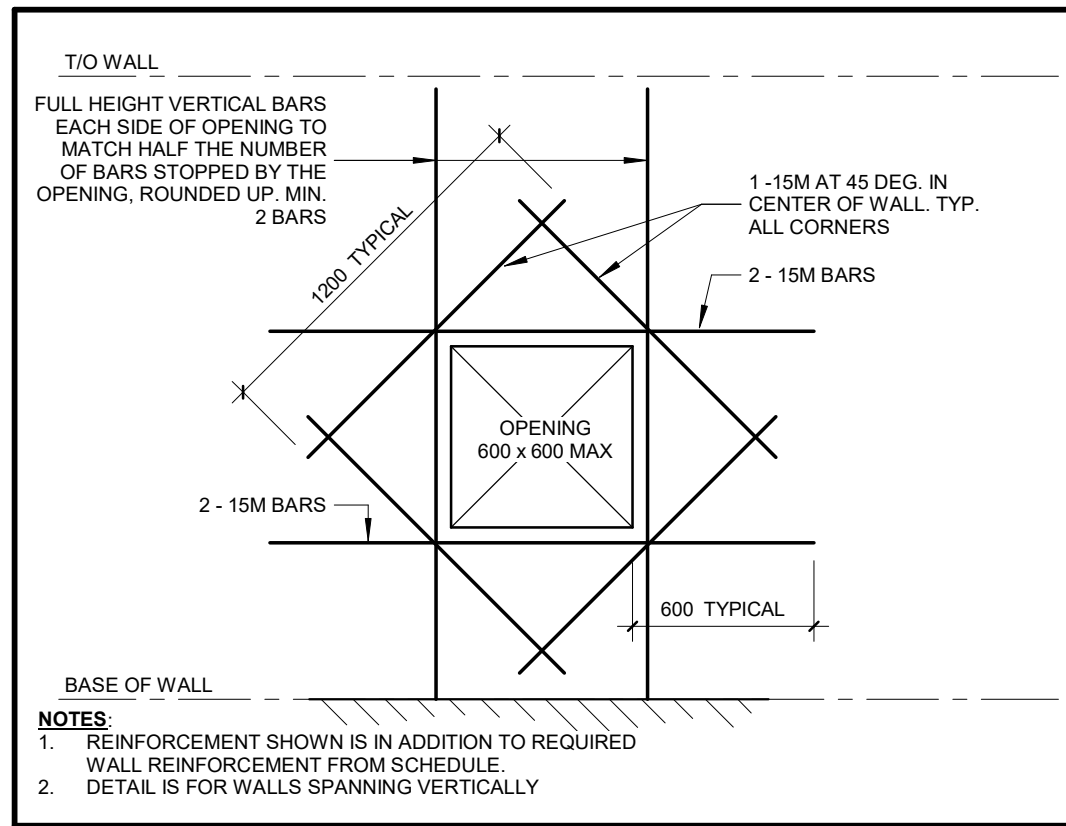 T/O WALL
FULL HEIGHT VERTICAL BARS
EACH SIDE OF OPENING TO
MATCH HALF THE NUMBER
OF BARS STOPPED BY THE
OPENING, ROUNDED UP. MIN.
2 BARS
1200 TYPICAL
1 -15M AT 45 DEG. IN
CENTER OF WALL. TYP.
ALL CORNERS
2 - 15M BARS
OPENING
600 x 600 MAX
2 - 15M BARS
600 TYPICAL
BASE OF WALL
NOTES:
1. REINFORCEMENT SHOWN IS IN ADDITION TO REQUIRED
WALL REINFORCEMENT FROM SCHEDULE.
2. DETAIL IS FOR WALLS SPANNING VERTICALLY